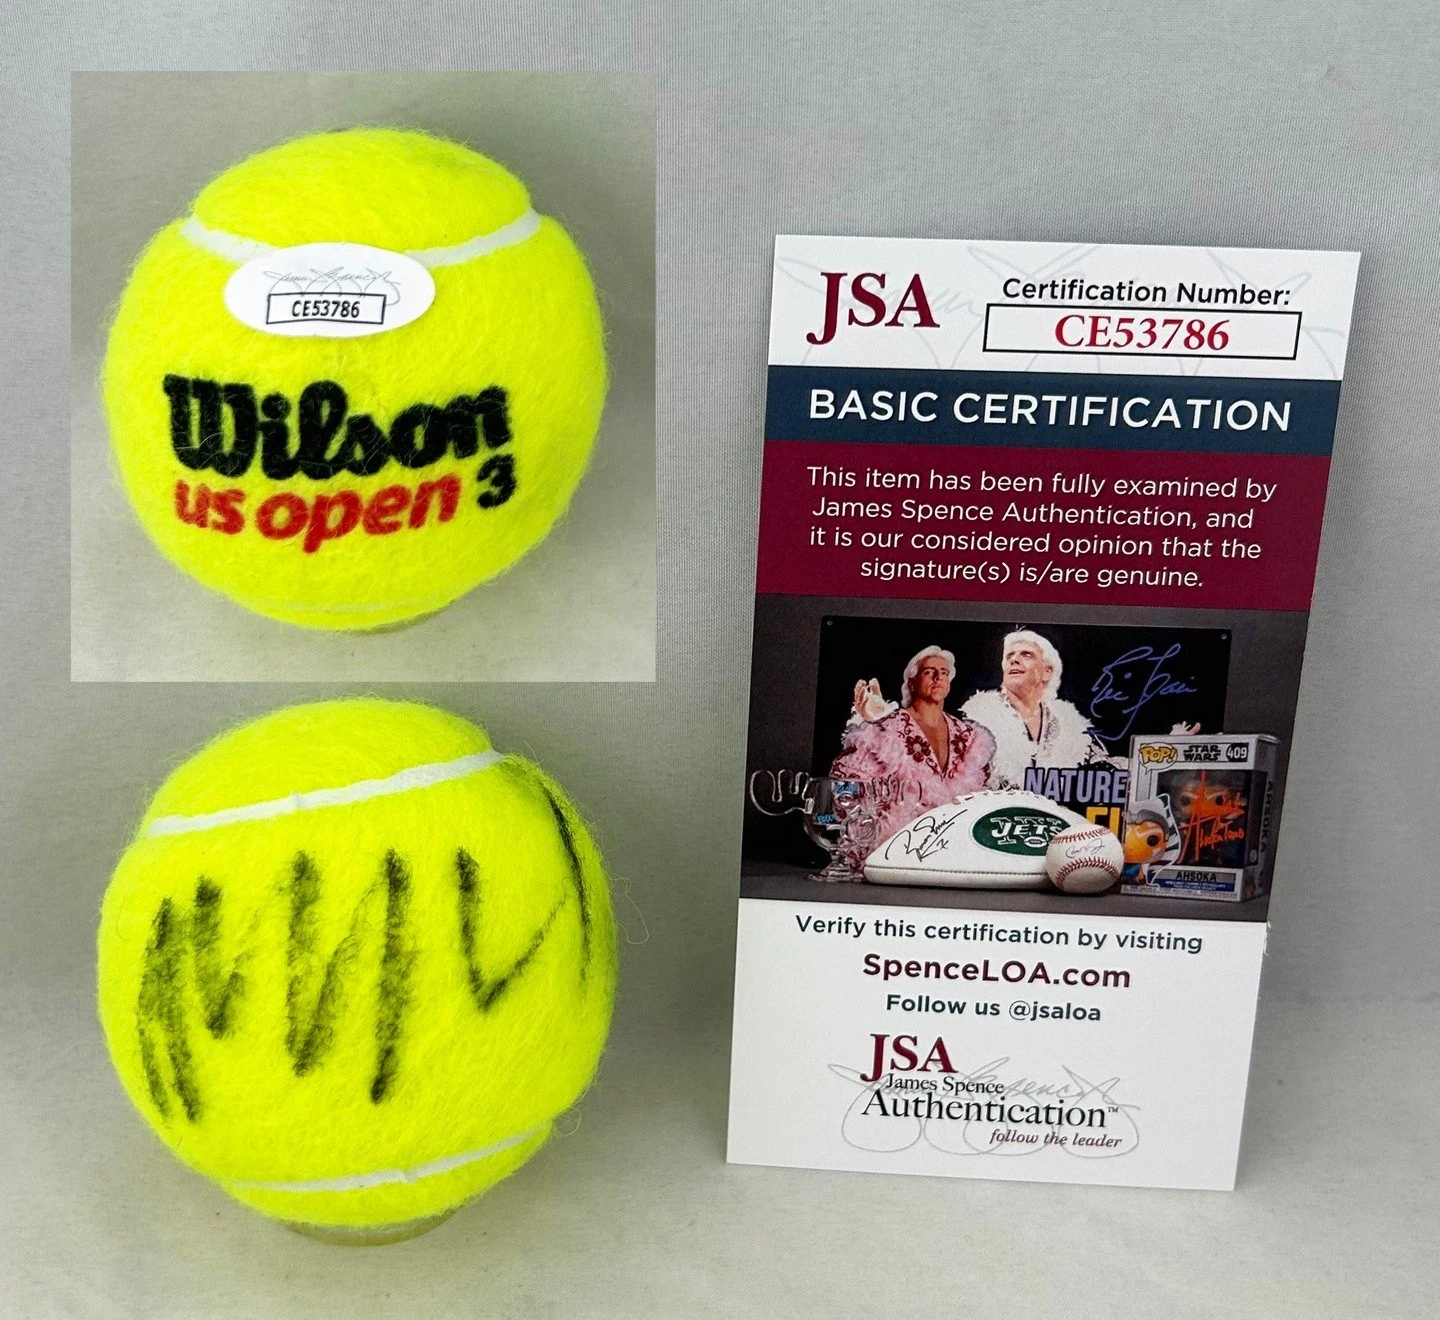 CE53786
Wilson
us open 3
JSA
Certification Number:
CE53786
BASIC CERTIFICATION
This item has been fully examined by
James Spence Authentication, and
it is our considered opinion that the
signature(s) is/are genuine.
NATURE
JETS
POP! STAR WARS 409
AHSOKA
AHSOKA
Verify this certification by visiting
SpenceLOA.com
Follow us @jsaloa
JSA
James Spence
Authentication™
follow the leader